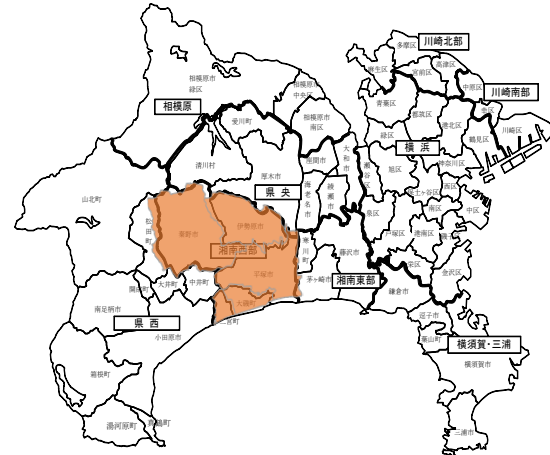 多摩区
川崎北部
麻生区
宮前区
高津区
中原区
川崎南部
幸区
川崎区
相模原市
緑区
相模原市
中央区
青葉区
都筑区
港北区
鶴見区
相模原
愛川町
相模原市
南区
緑区
横浜
座間市
大和市
瀬谷区
旭区
神奈川区
清川村
厚木市
海老名市
綾瀬市
保土ヶ谷区
西区
県央
山北町
松田町
秦野市
伊勢原市
泉区
南区
中区
寒川町
藤沢市
戸塚区
港南区
磯子区
湘南西部
平塚市
茅ヶ崎市
湘南東部
栄区
金沢区
開成町
大井町
中井町
大磯町
二宮町
鎌倉市
南足柄市
県西
小田原市
逗子市
葉山町
横須賀・三浦
横須賀市
箱根町
湯河原町
真鶴町
三浦市